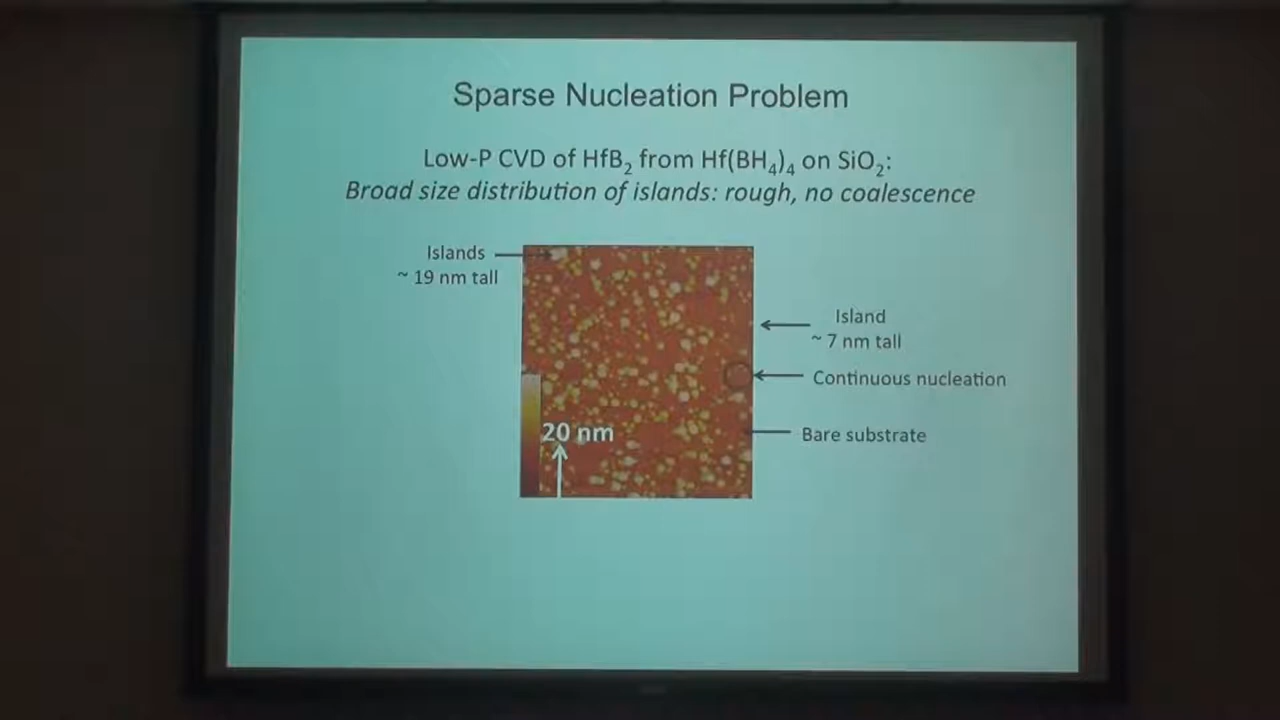 Sparse Nucleation Problem
Low-P CVD of HfB₂ from Hf(BH₄)₄ on SiO₂:
Broad size distribution of islands: rough, no coalescence
Islands
~ 19 nm tall
Island
~ 7 nm tall
Continuous nucleation
20 nm
Bare substrate